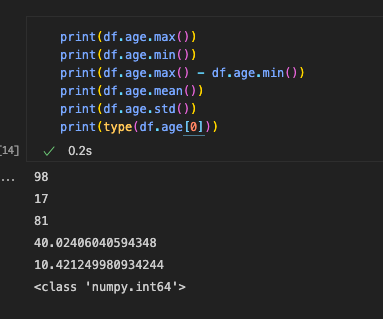 print(df.age.max())
print(df.age.min())
print(df.age.max() - df.age.min())
print(df.age.mean())
print(df.age.std())
print(type(df.age[0]))
[14]
0.2s
...
98
17
81
40.02406040594348
10.421249980934244
<class 'numpy.int64'>